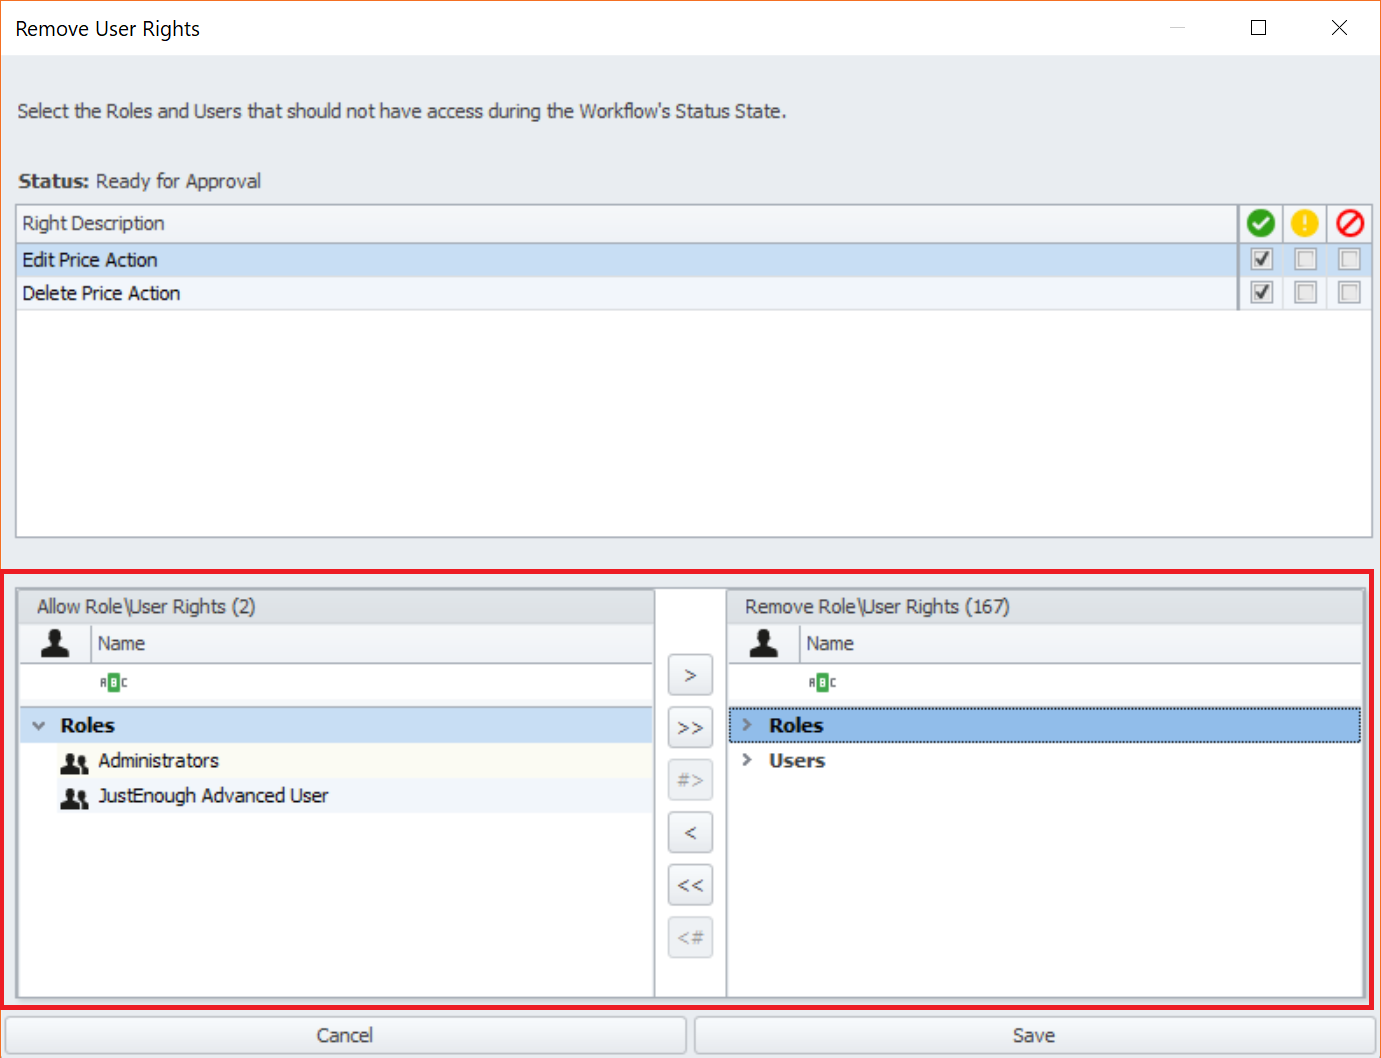 Remove User Rights
Select the Roles and Users that should not have access during the Workflow's Status State.
Status: Ready for Approval
Right Description
Edit Price Action
Delete Price Action
Allow Role\User Rights (2)
Name
ABC
Roles
Administrators
JustEnough Advanced User
>
>>
#>
<
<<
<#
Remove Role\User Rights (167)
Name
ABC
Roles
Users
Cancel
Save